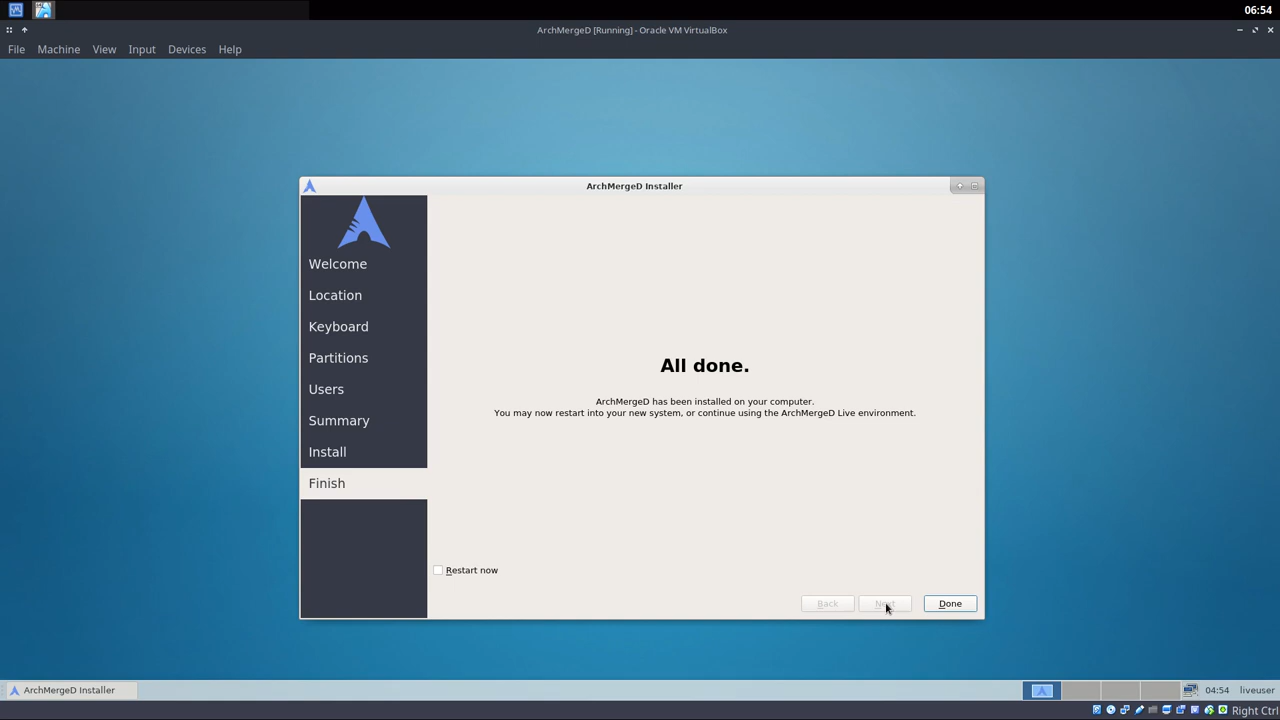 06:54
ArchMergeD [Running] - Oracle VM VirtualBox
File Machine View Input Devices Help
ArchMergeD Installer
Welcome
Location
Keyboard
Partitions
Users
Summary
Install
Finish
All done.
ArchMergeD has been installed on your computer.
You may now restart into your new system, or continue using the ArchMergeD Live environment.
Restart now
Back Next Done
ArchMergeD Installer
04:54 liveuser
Right Ctrl